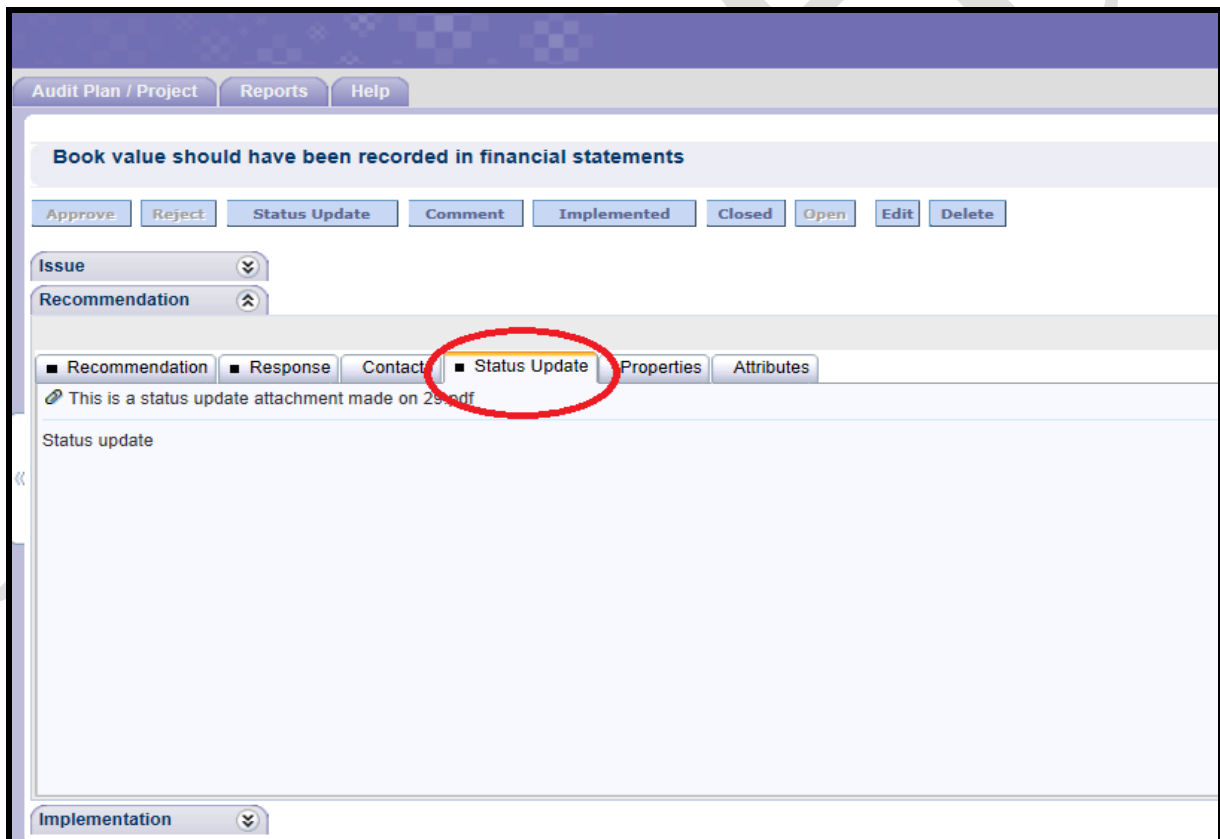 Audit Plan / Project Reports Help
Book value should have been recorded in financial statements
Approve Reject Status Update Comment Implemented Closed Open Edit Delete
Issue
Recommendation
Recommendation Response Contact Status Update Properties Attributes
This is a status update attachment made on 29.pdf
Status update
Implementation